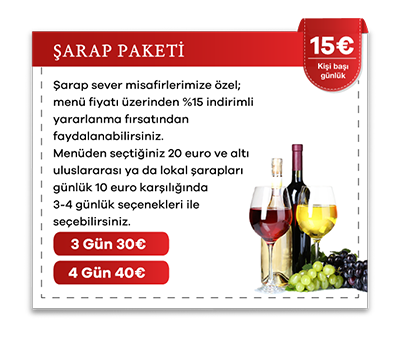 ŞARAP PAKETİ
15€
Kişi başı
günlük
Şarap sever misafirlerimize özel;
menü fiyatı üzerinden %15 indirimli
yararlanma fırsatından
faydalanabilirsiniz.
Menüden seçtiğiniz 20 euro ve altı
uluslararası ya da lokal şarapları
günlük 10 euro karşılığında
3-4 günlük seçenekleri ile
seçebilirsiniz.
3 Gün 30€
4 Gün 40€